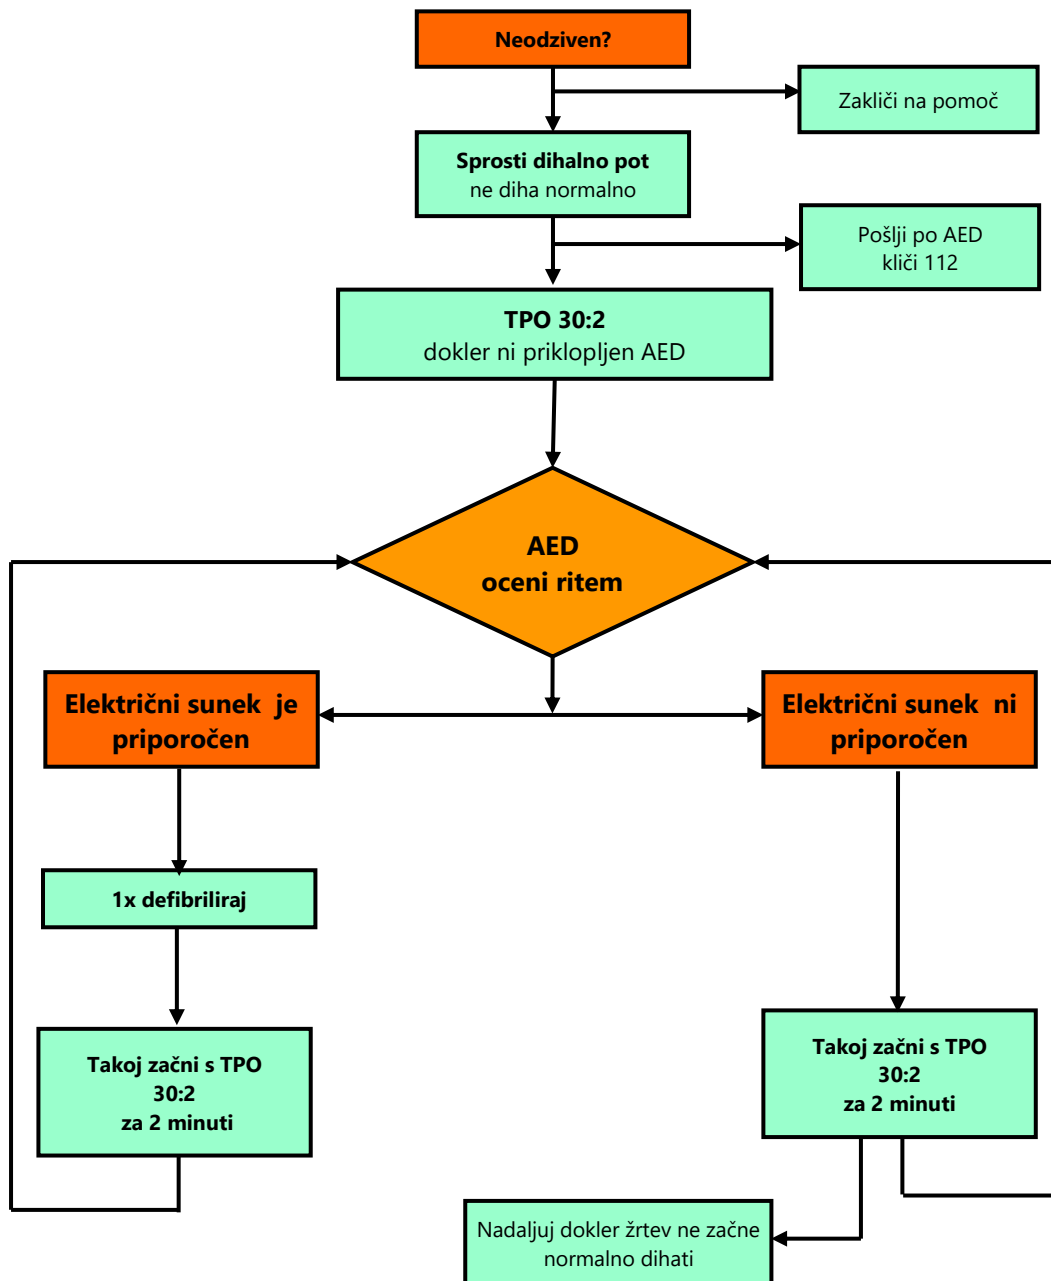 Neodziven?
Zakliči na pomoč
Sprosti dihalno pot
ne diha normalno
Pošlji po AED
kliči 112
TPO 30:2
dokler ni priklopljen AED
AED
oceni ritem
Električni sunek  je
priporočen
Električni sunek  ni
priporočen
1x defibriliraj
Takoj začni s TPO
30:2
za 2 minuti
Takoj začni s TPO
30:2
za 2 minuti
Nadaljuj dokler žrtev ne začne
normalno dihati